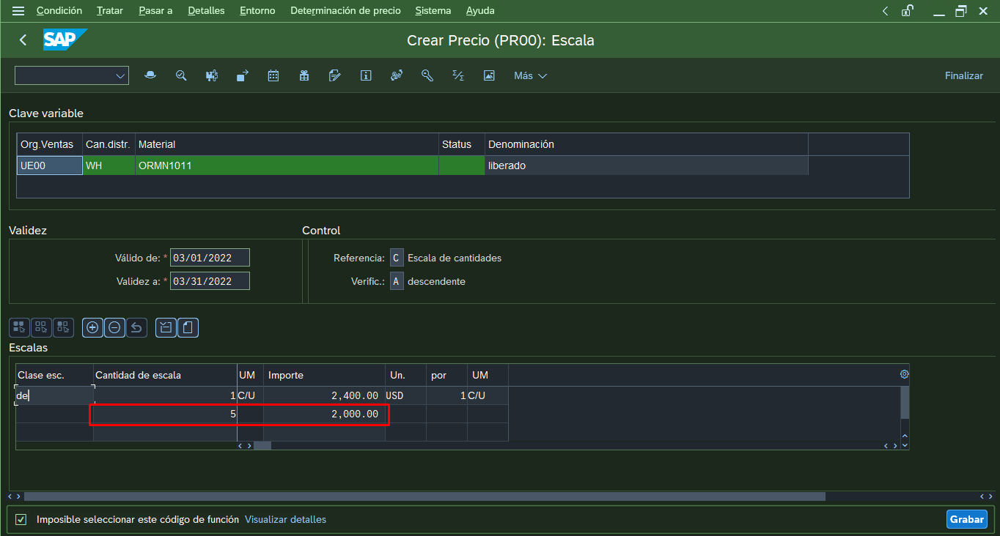 Condición Tratar Pasar a Detalles Entorno Determinación de precio Sistema Ayuda
SAP Crear Precio (PR00): Escala
Más Finalizar
Clave variable
Org.Ventas Can.distr. Material Status Denominación
UE00 WH ORMN1011 liberado
Validez Control
Válido de: * 03/01/2022 Referencia: C Escala de cantidades
Validez a: * 03/31/2022 Verific.: A descendente
Escalas
Clase esc. Cantidad de escala UM Importe Un. por UM
de 1 C/U 2,400.00 USD 1 C/U
5 2,000.00
Imposible seleccionar este código de función Visualizar detalles Grabar